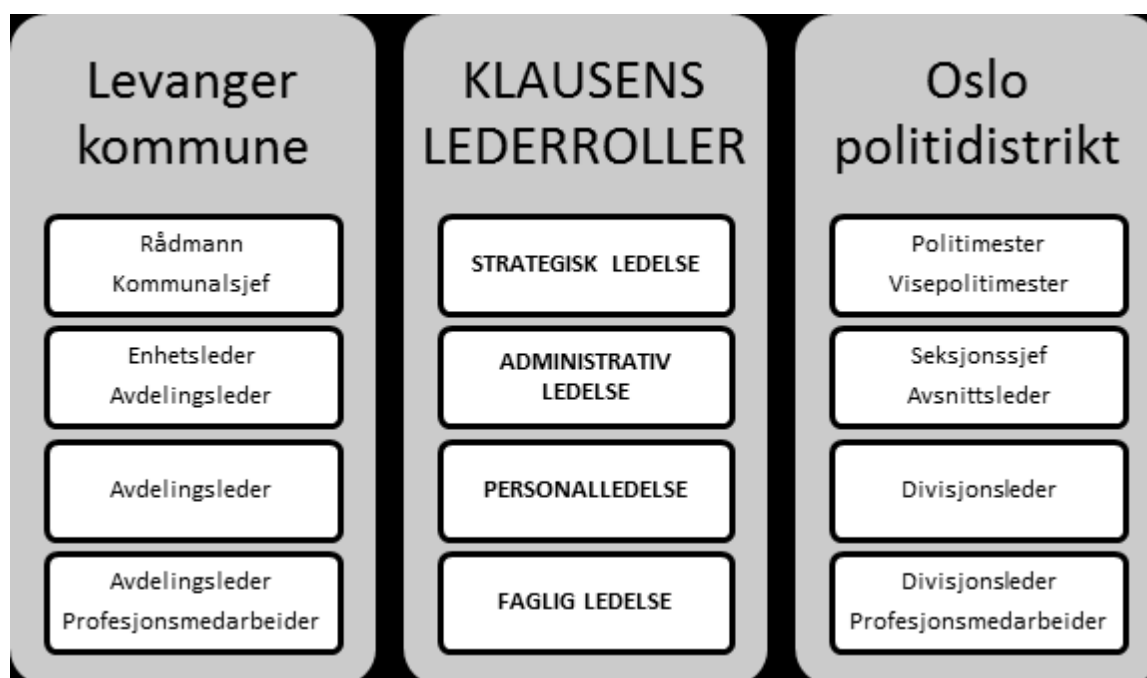 Levanger
kommune
Rådmann
Kommunalsjef
Enhetsleder
Avdelingsleder
Avdelingsleder
Avdelingsleder
Profesjonsmedarbeider
KLAUSENS
LEDERROLLER
STRATEGISK LEDELSE
ADMINISTRATIV
LEDELSE
PERSONALLEDELSE
FAGLIG LEDELSE
Oslo
politidistrikt
Politimester
Visepolitimester
Seksjonssjef
Avsnittsleder
Divisjonsleder
Divisjonsleder
Profesjonsmedarbeider